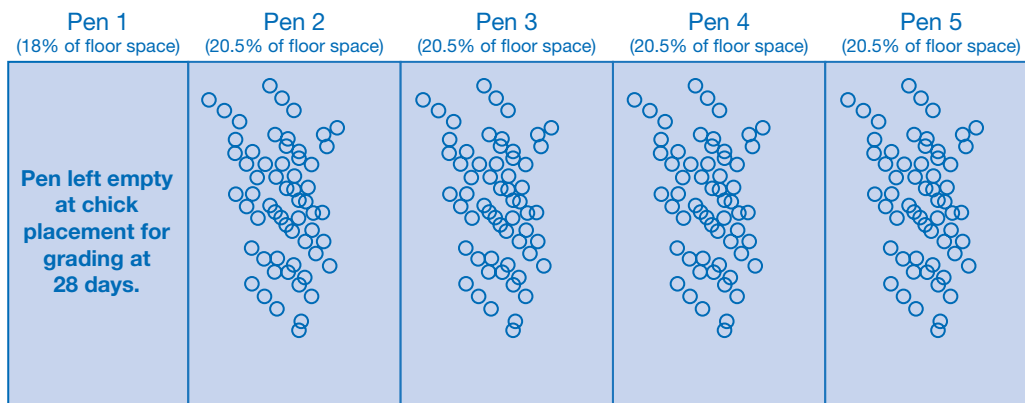 Pen 1
(18% of floor space)
Pen 2
(20.5% of floor space)
Pen 3
(20.5% of floor space)
Pen 4
(20.5% of floor space)
Pen 5
(20.5% of floor space)
Pen left empty
at chick
placement for
grading at
28 days.